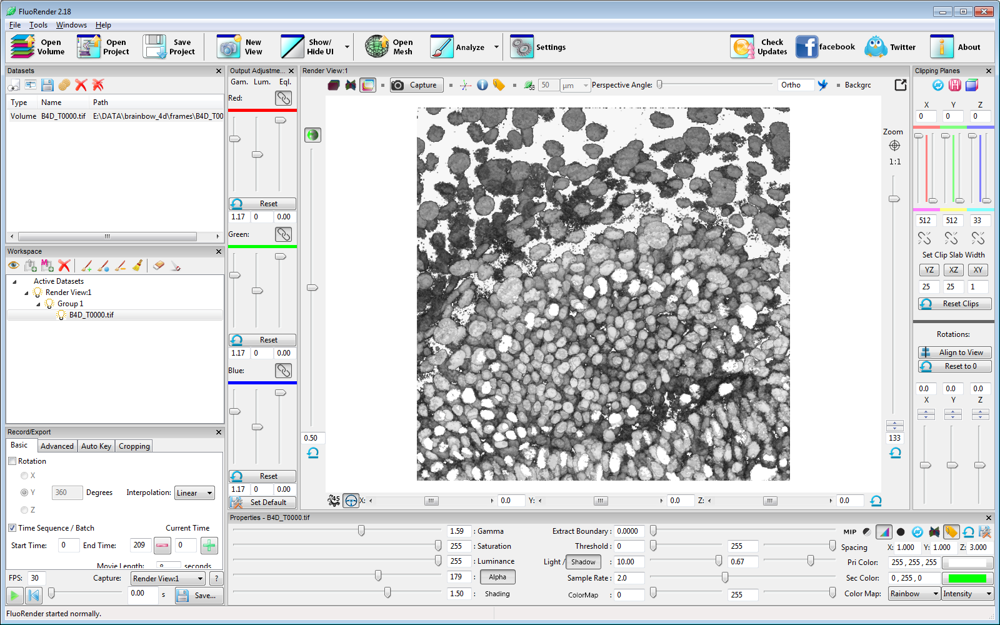 FluoRender 2.18
File Tools Windows Help
Open Volume
Open Project
Save Project
New View
Show/ Hide UI
Open Mesh
Analyze
Settings
Check Updates
facebook
Twitter
About
Datasets
Type Name Path
Volume B4D_T0000.tif E:\DATA\brainbow_4d\frames\B4D_T00
Workspace
Active Datasets
Render View:1
Group 1
B4D_T0000.tif
Record/Export
Basic Advanced Auto Key Cropping
Rotation
X
Y 360 Degrees Interpolation: Linear
Z
Time Sequence / Batch Current Time
Start Time: 0 End Time: 209 0
Movie Length: seconds
FPS: 30 Capture: Render View:1 ?
0.00 s Save...
Output Adjustme...
Gam. Lum. Eql.
Red:
Reset
1.17 0 0.00
Green:
Reset
1.17 0 0.00
Blue:
Reset
1.17 0 0.00
Set Default
Render View:1
Capture 50 µm Perspective Angle: Ortho Backgrc
0.50
Zoom
1:1
133
45 X: 0.0 Y: 0.0 Z: 0.0
Clipping Planes
X Y Z
0 0 0
512 512 33
Set Clip Slab Width
YZ XZ XY
25 25 1
Reset Clips
Rotations:
Align to View
Reset to 0
0.0 0.0 0.0
X Y Z
Properties - B4D_T0000.tif
1.59 : Gamma Extract Boundary : 0.0000 MIP
255 : Saturation Threshold : 0 255 Spacing X: 1.000 Y: 1.000 Z: 3.000
255 : Luminance Light / Shadow : 10.00 0.67 Pri Color: 255 , 255 , 255
179 : Alpha Sample Rate : 2.0 Sec Color: 0 , 255 , 0
1.50 : Shading ColorMap : 0 255 Color Map: Rainbow Intensity
FluoRender started normally.